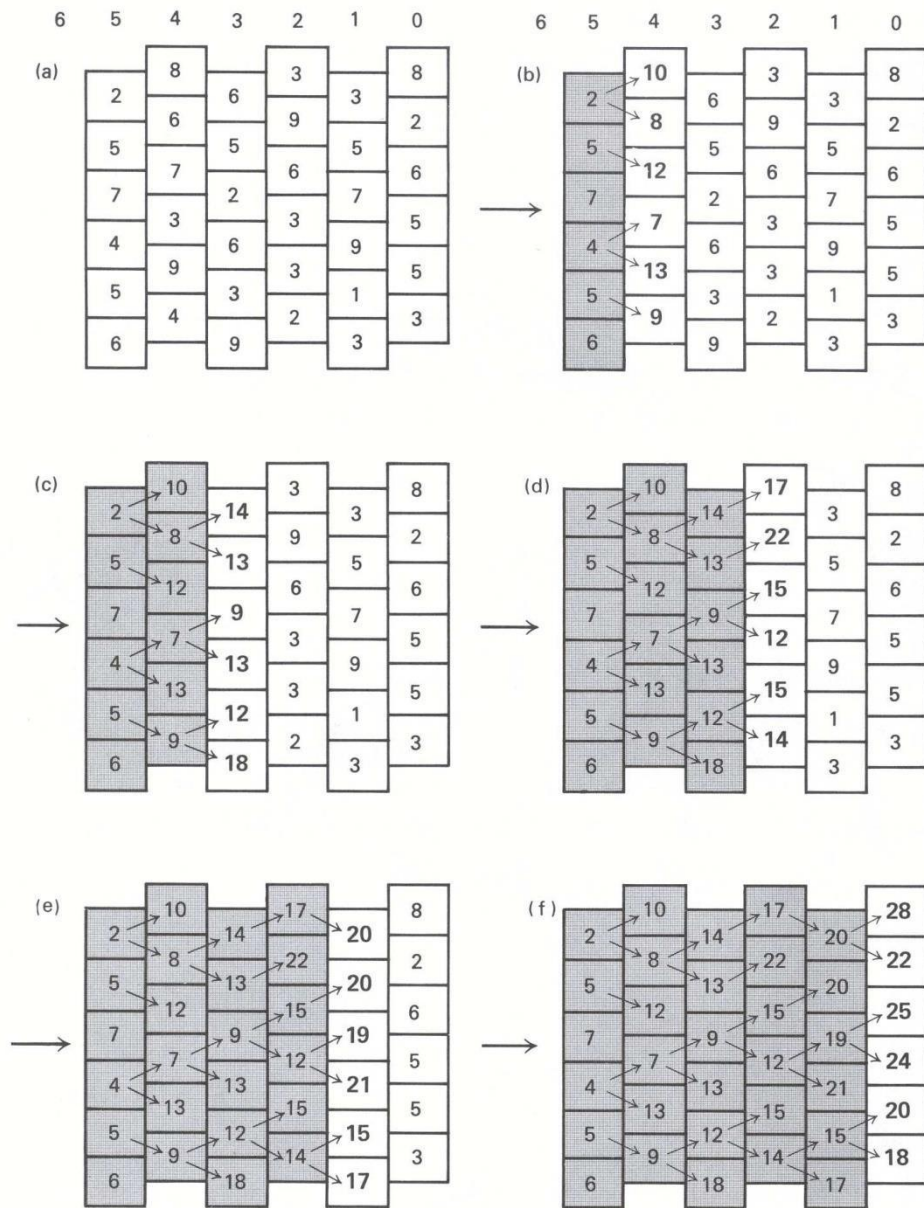 6 5 4 3 2 1 0
(a) 8 3 8
2 6 3
6 9 2
5 5 5
7 6 6
7 2 7
3 3 5
4 6 9
9 3 5
5 3 1
4 2 3
6 9 3
6 5 4 3 2 1 0
(b) 10 3 8
2 6 3
8 9 2
5 5 5
12 6 6
7 2 7
7 3 5
4 6 9
13 3 5
5 3 1
9 2 3
6 9 3
(c) 10 3 8
2 14 3
8 9 2
5 13 5
12 6 6
7 9 7
7 3 5
4 13 9
13 3 5
5 12 1
9 2 3
6 18 3
(d) 10 17 8
2 14 3
8 22 2
5 13 5
12 15 6
7 9 7
7 12 5
4 13 9
13 15 5
5 12 1
9 14 3
6 18 3
(e) 10 17 8
2 14 20
8 22 2
5 13 20
12 15 6
7 9 19
7 12 5
4 13 21
13 15 5
5 12 15
9 14 3
6 18 17
(f) 10 17 28
2 14 20
8 22 22
5 13 20
12 15 25
7 9 19
7 12 24
4 13 21
13 15 20
5 12 15
9 14 18
6 18 17